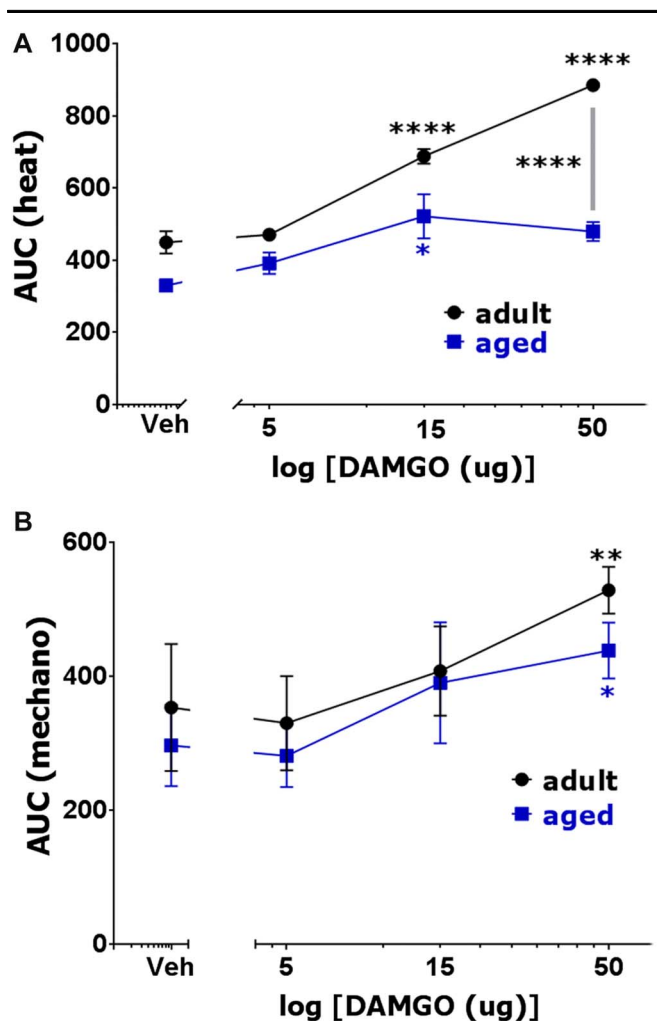 A
1000
800
600
400
200
0
AUC (heat)
****
****
****
*
adult
aged
Veh
5
15
50
log [DAMGO (ug)]
B
600
400
200
0
AUC (mechano)
**
*
adult
aged
Veh
5
15
50
log [DAMGO (ug)]